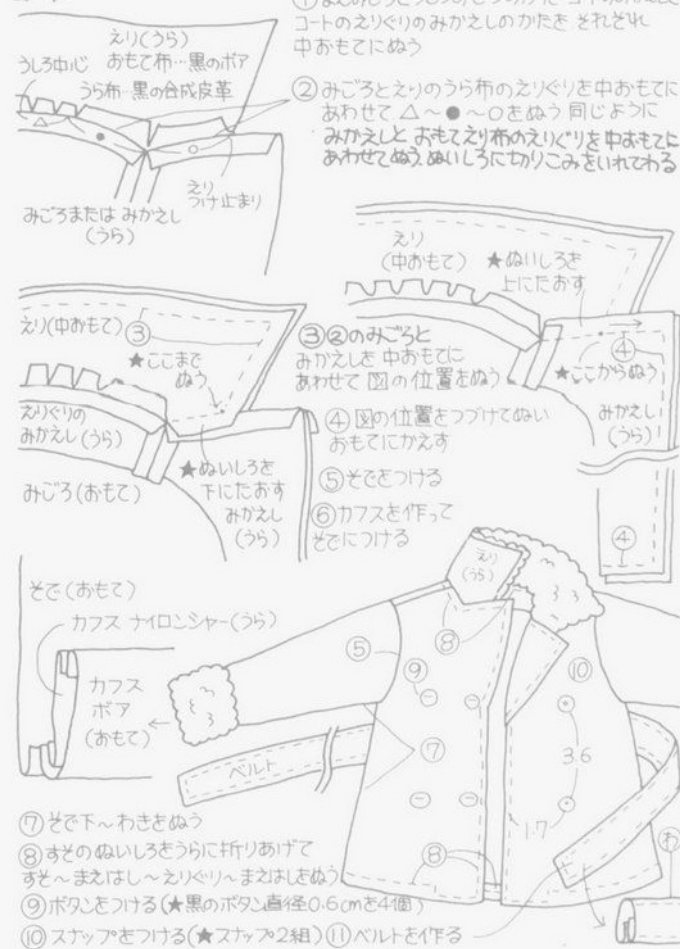 コートのえりぐりのみかえしのかたを それぞれ
中おもてにぬう
えり(うら)
うしろ中心 おもて布…黒のボア
うら布…黒の合成皮革
△ ● ○
えり
つけ止まり
みごろまたは みかえし
(うら)
②みごろとえりのうら布のえりぐりを中おもてに
あわせて △～●～○をぬう 同じように
みかえしと おもてえり布のえりぐりを中おもてに
あわせてぬう. ぬいしろに切りこみをいれてわる
えり
(中おもて) ★ぬいしろを
上にたおす
④
★ここからぬう
みかえし
(うら)
④
えり(中おもて) ③
★ここまで
ぬう
えりぐりの
みかえし(うら)
みごろ(おもて)
★ぬいしろを
下にたおす
みかえし
(うら)
③②のみごろと
みかえしを 中おもてに
あわせて 図の位置をぬう
④図の位置をつづけてぬい
おもてにかえす
⑤そでをつける
⑥カフスを作って
そでにつける
そで(おもて)
カフス ナイロンシャー(うら)
カフス
ボア
(おもて)
えり
(うら)
⑧
⑤
⑨
⑩
⑦
3.6
1.7
ベルト
⑧
わ
⑦そで下～わきをぬう
⑧すそのぬいしろをうらに折りあげて
すそ～まえはし～えりぐり～まえはしをぬう
⑨ボタンをつける(★黒のボタン直径0.6cmを4個)
⑩スナップをつける(★スナップ2組) ⑪ベルトを作る